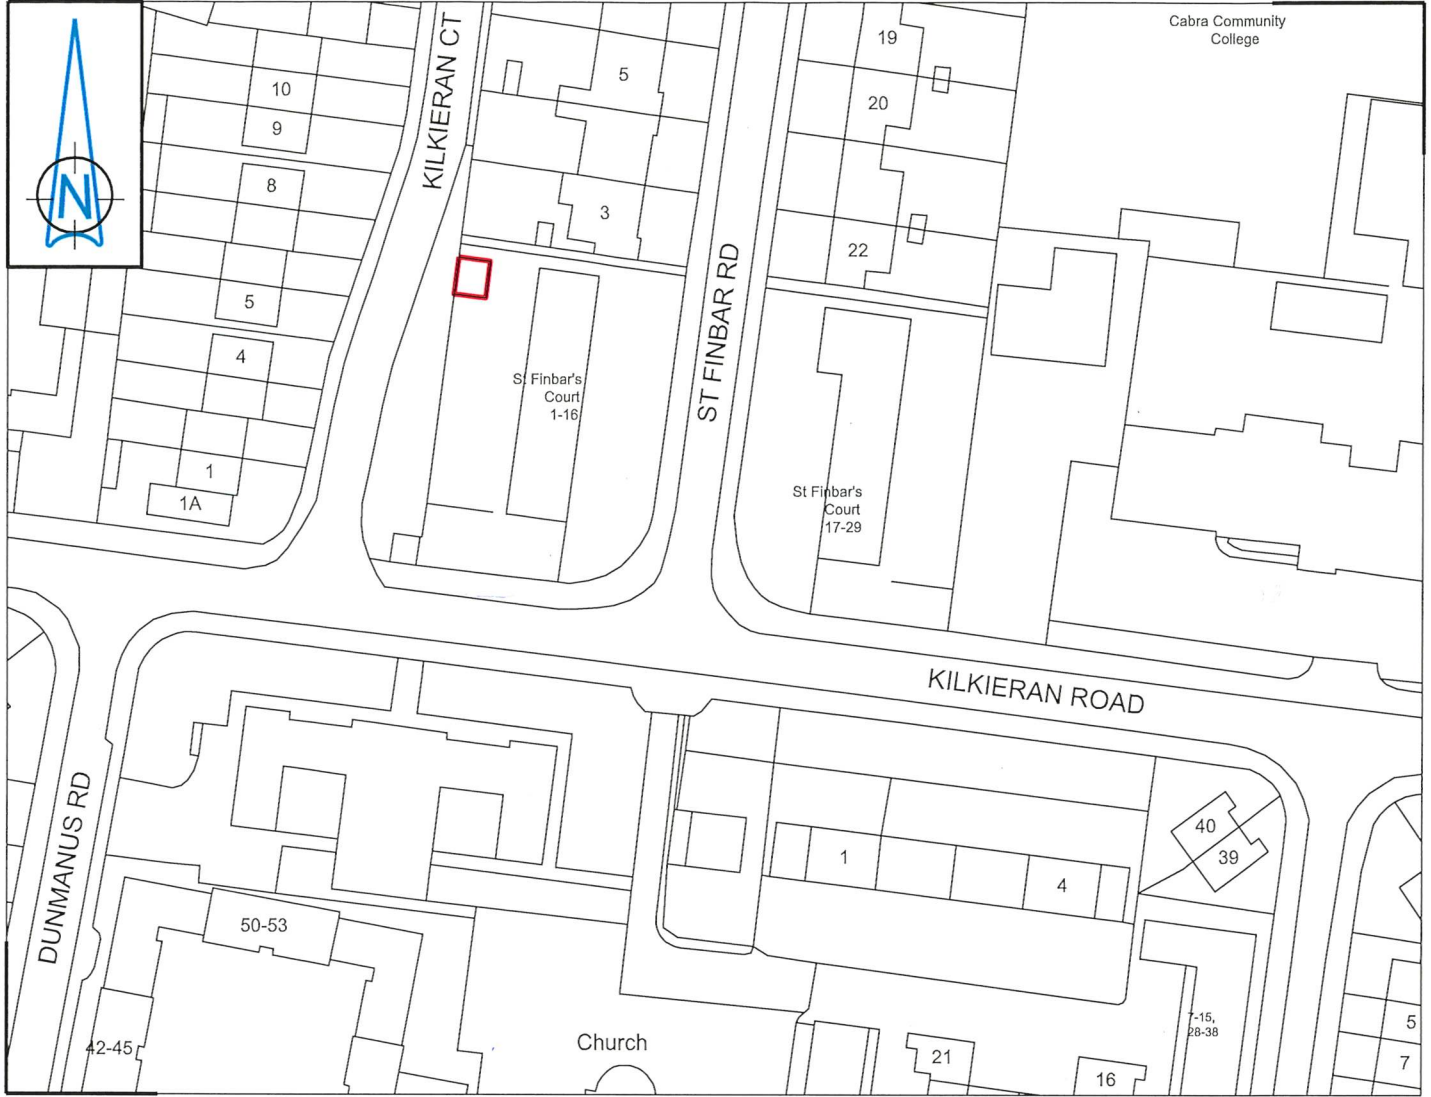 Cabra Community
College
N
KILKIERAN CT
10
9
8
5
4
1
1A
5
3
19
20
22
ST FINBAR RD
St Finbar's
Court
1-16
St Finbar's
Court
17-29
KILKIERAN ROAD
DUNMANUS RD
1
4
40
39
50-53
42-45
Church
21
16
7-15,
28-38
5
7